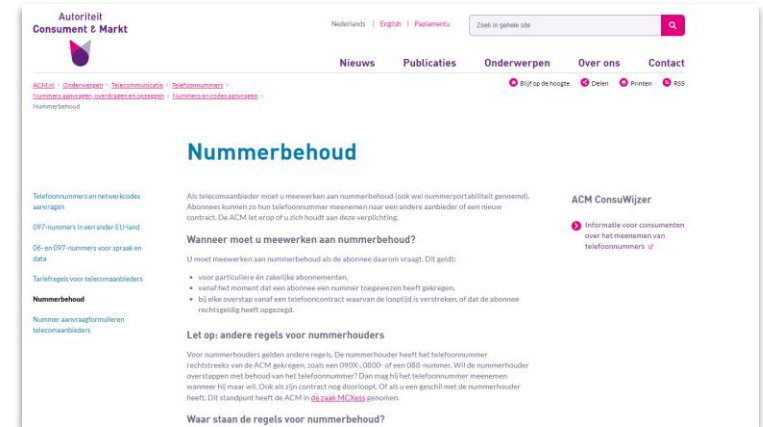 Autoriteit
Consument & Markt
Nederlands | English | Papiamentu
Zoek in gehele site
Nieuws Publicaties Onderwerpen Over ons Contact
Blijf op de hoogte Delen Printen RSS
ACM.nl > Onderwerpen > Telecommunicatie > Telefoonnummers >
Nummers aanvragen, overdragen en opzeggen > Nummers en codes aanvragen >
Nummerbehoud
Nummerbehoud
Telefoonnummers en netwerkcodes
aanvragen
097-nummers in een ander EU-land
06- en 097-nummers voor spraak en
data
Tariefregels voor telecomaanbieders
Nummerbehoud
Nummer aanvraagformulieren
telecomaanbieders
Als telecomaanbieder moet u meewerken aan nummerbehoud (ook wel nummerportabiliteit genoemd).
Abonnees kunnen zo hun telefoonnummer meenemen naar een andere aanbieder of een nieuw
contract. De ACM let erop of u zich houdt aan deze verplichting.
Wanneer moet u meewerken aan nummerbehoud?
U moet meewerken aan nummerbehoud als de abonnee daarom vraagt. Dit geldt:
• voor particuliere én zakelijke abonnementen,
• vanaf het moment dat een abonnee een nummer toegewezen heeft gekregen,
• bij elke overstap vanaf een telefooncontract waarvan de looptijd is verstreken, of dat de abonnee
rechtsgeldig heeft opgezegd.
Let op: andere regels voor nummerhouders
Voor nummerhouders gelden andere regels. De nummerhouder heeft het telefoonnummer
rechtstreeks van de ACM gekregen, zoals een 090X-, 0800- of een 088-nummer. Wil de nummerhouder
overstappen met behoud van het telefoonnummer? Dan mag hij het telefoonnummer meenemen
wanneer hij maar wil. Ook als zijn contract nog doorloopt. Of als u een geschil met de nummerhouder
heeft. Dit standpunt heeft de ACM in de zaak MCXess genomen.
Waar staan de regels voor nummerbehoud?
ACM ConsuWijzer
Informatie voor consumenten
over het meenemen van
telefoonnummers